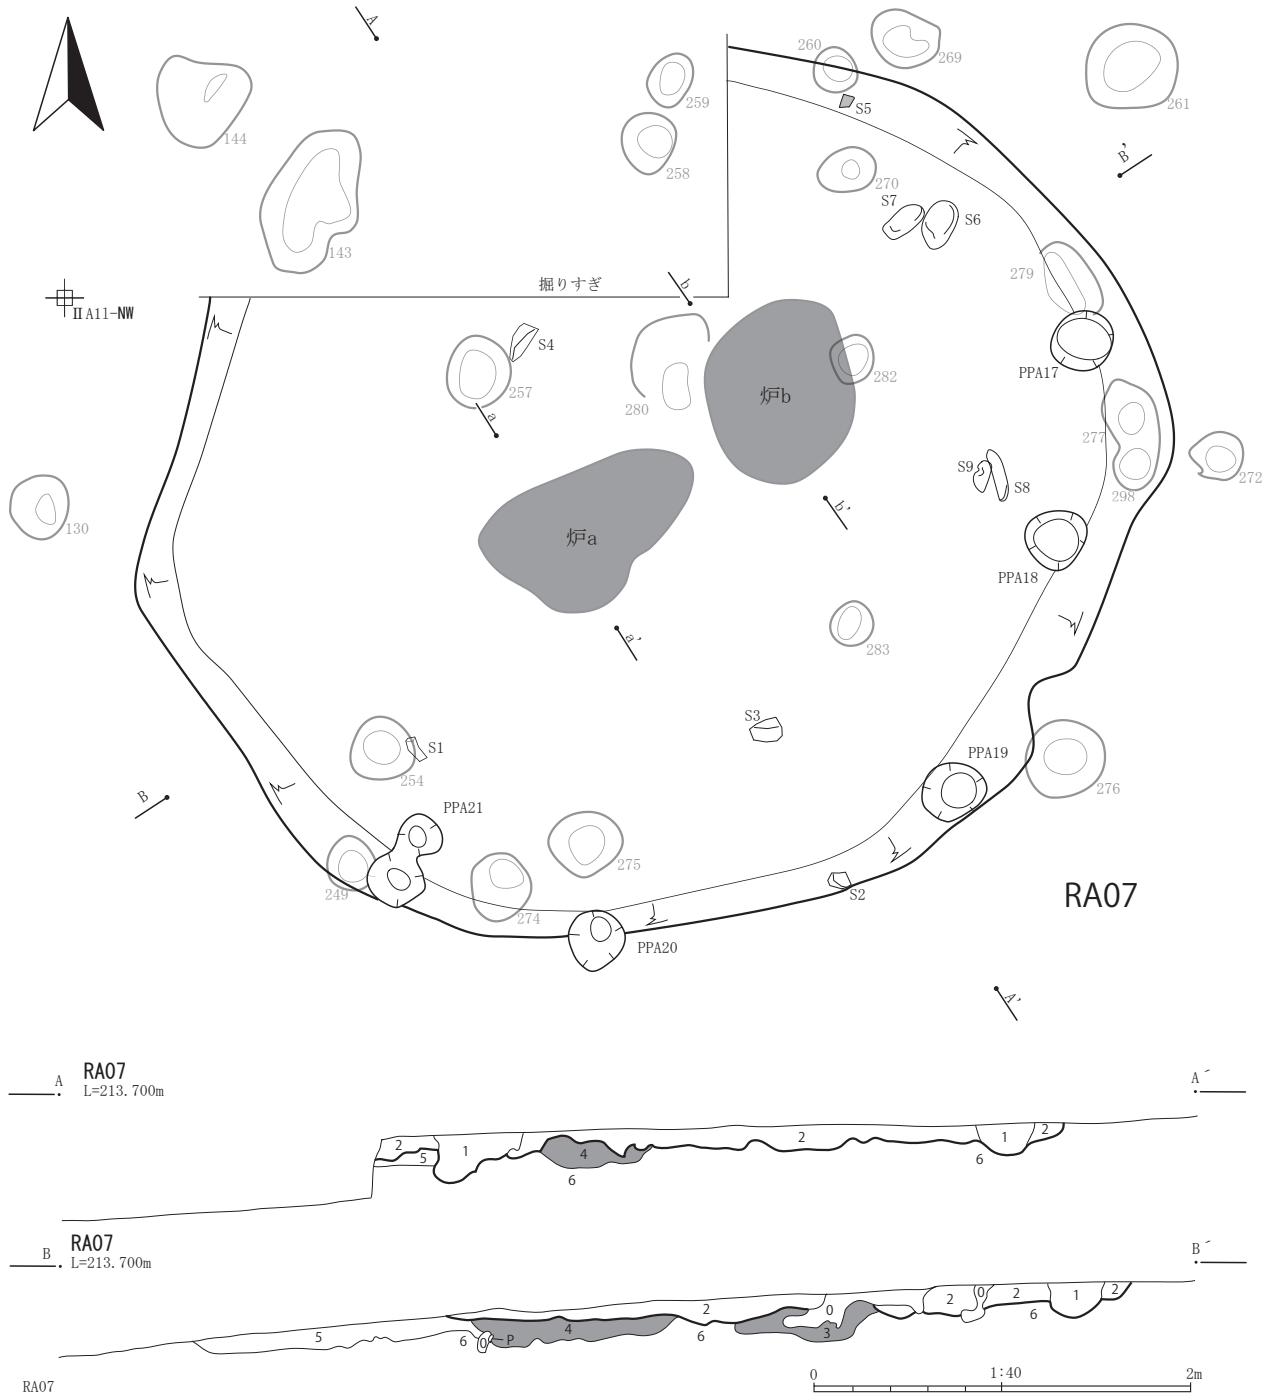 A
144
143
259
258
260
269
261
S5
B’
270
S7
S6
279
ⅡA11-NW
掘りすぎ
b
PPA17
S4
257
a
280
炉b
282
277
298
272
S9
S8
130
炉a
b’
PPA18
283
a’
S3
S1
254
B
PPA21
PPA19
276
275
249
274
S2
PPA20
RA07
A’
A
RA07
L=213.700m
A´
2
5
1
4
6
2
6
1
2
B
RA07
L=213.700m
B´
5
6
0
P
4
2
6
0
3
2
0
2
6
1
2
RA07
0
1:40
2m